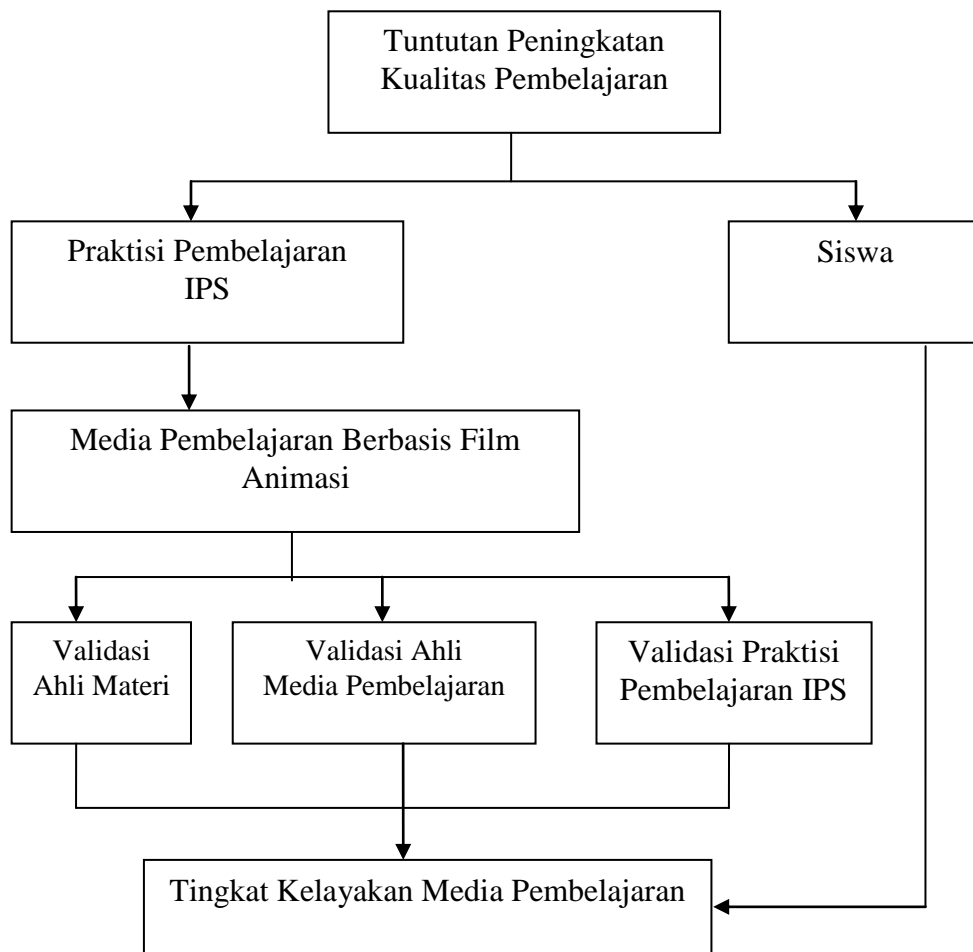 Tuntutan Peningkatan
Kualitas Pembelajaran
Praktisi Pembelajaran
IPS
Siswa
Media Pembelajaran Berbasis Film
Animasi
Validasi
Ahli Materi
Validasi Ahli
Media Pembelajaran
Validasi Praktisi
Pembelajaran IPS
Tingkat Kelayakan Media Pembelajaran